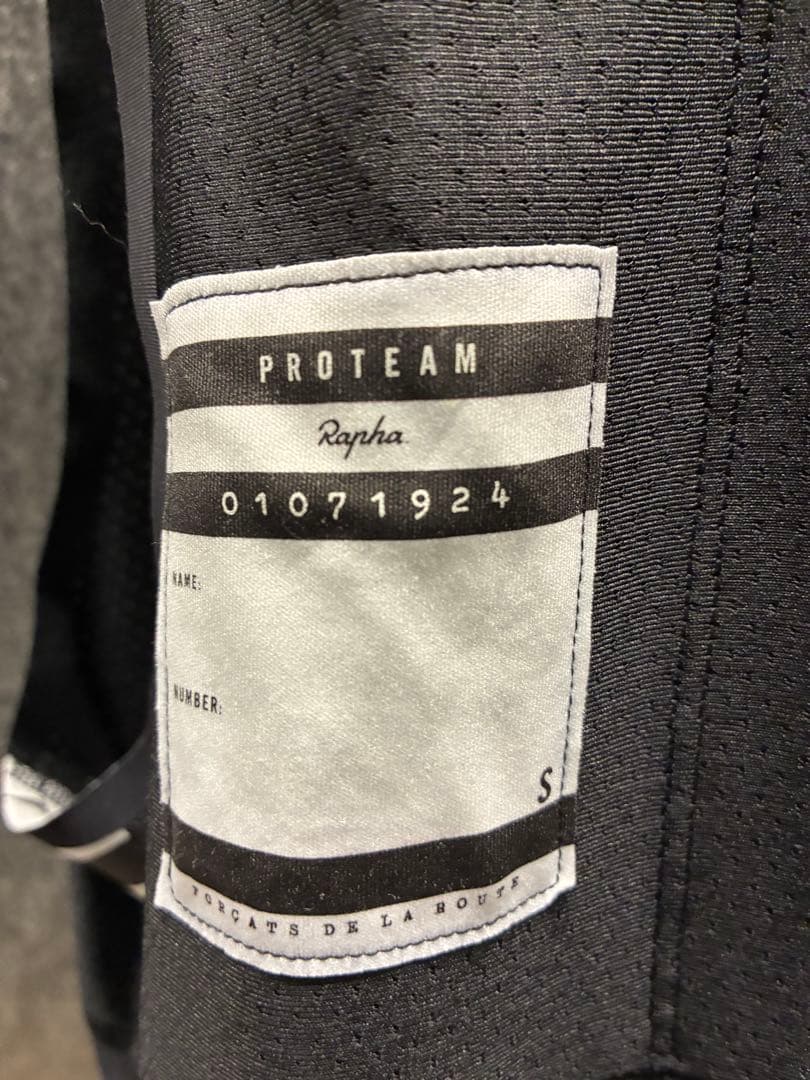 PROTEAM
Rapha
01071924
NAME:
NUMBER:
S
FORÇATS DE LA ROUTE